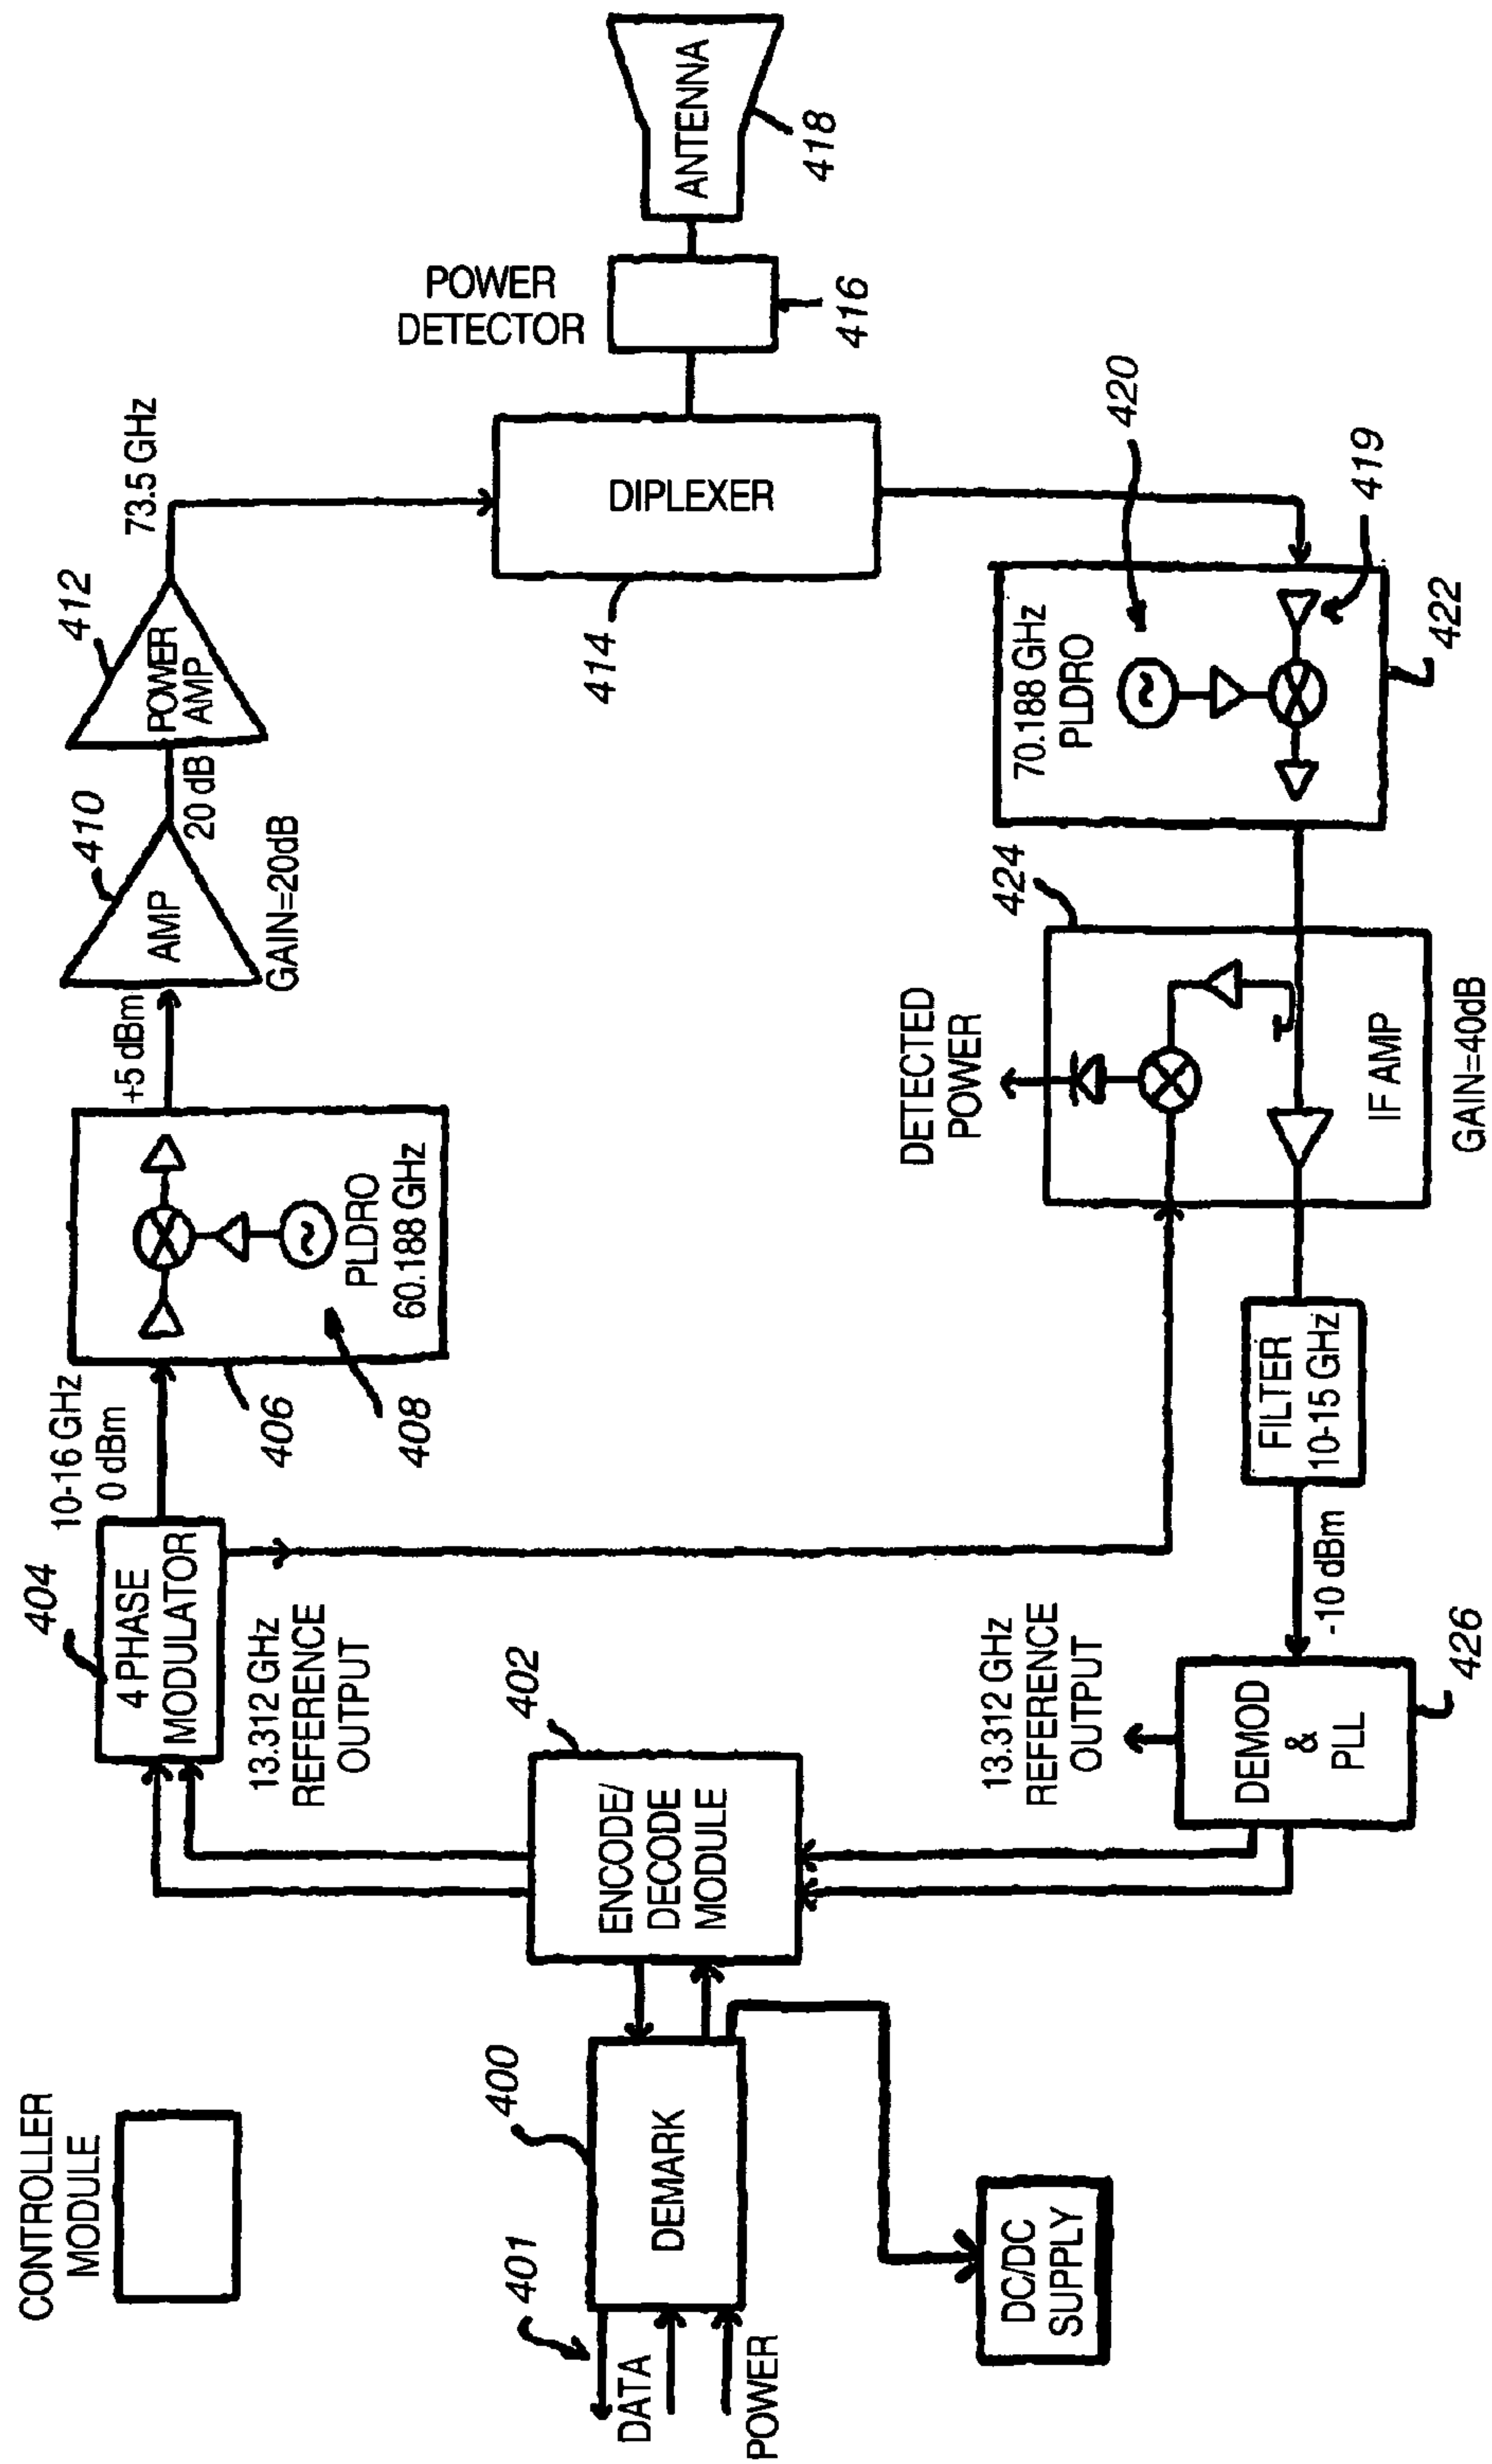 CONTROLLER
MODULE
401
DATA
POWER
400
DEMARK
DC/DC
SUPPLY
402
ENCODE/
DECODE
MODULE
404
4 PHASE
MODULATOR
13.312 GHz
REFERENCE
OUTPUT
10-16 GHz
0 dBm
406
408
PLDRO
60.188 GHz
+5 dBm
410
AMP
GAIN=20dB
20 dB
412
POWER
AMP
73.5 GHz
414
DIPLEXER
POWER
DETECTOR
416
ANTENNA
418
420
419
70.188 GHz
PLDRO
422
424
DETECTED
POWER
IF AMP
GAIN=40dB
FILTER
10-15 GHz
-10 dBm
13.312 GHz
REFERENCE
OUTPUT
DEMOD
&
PLL
426